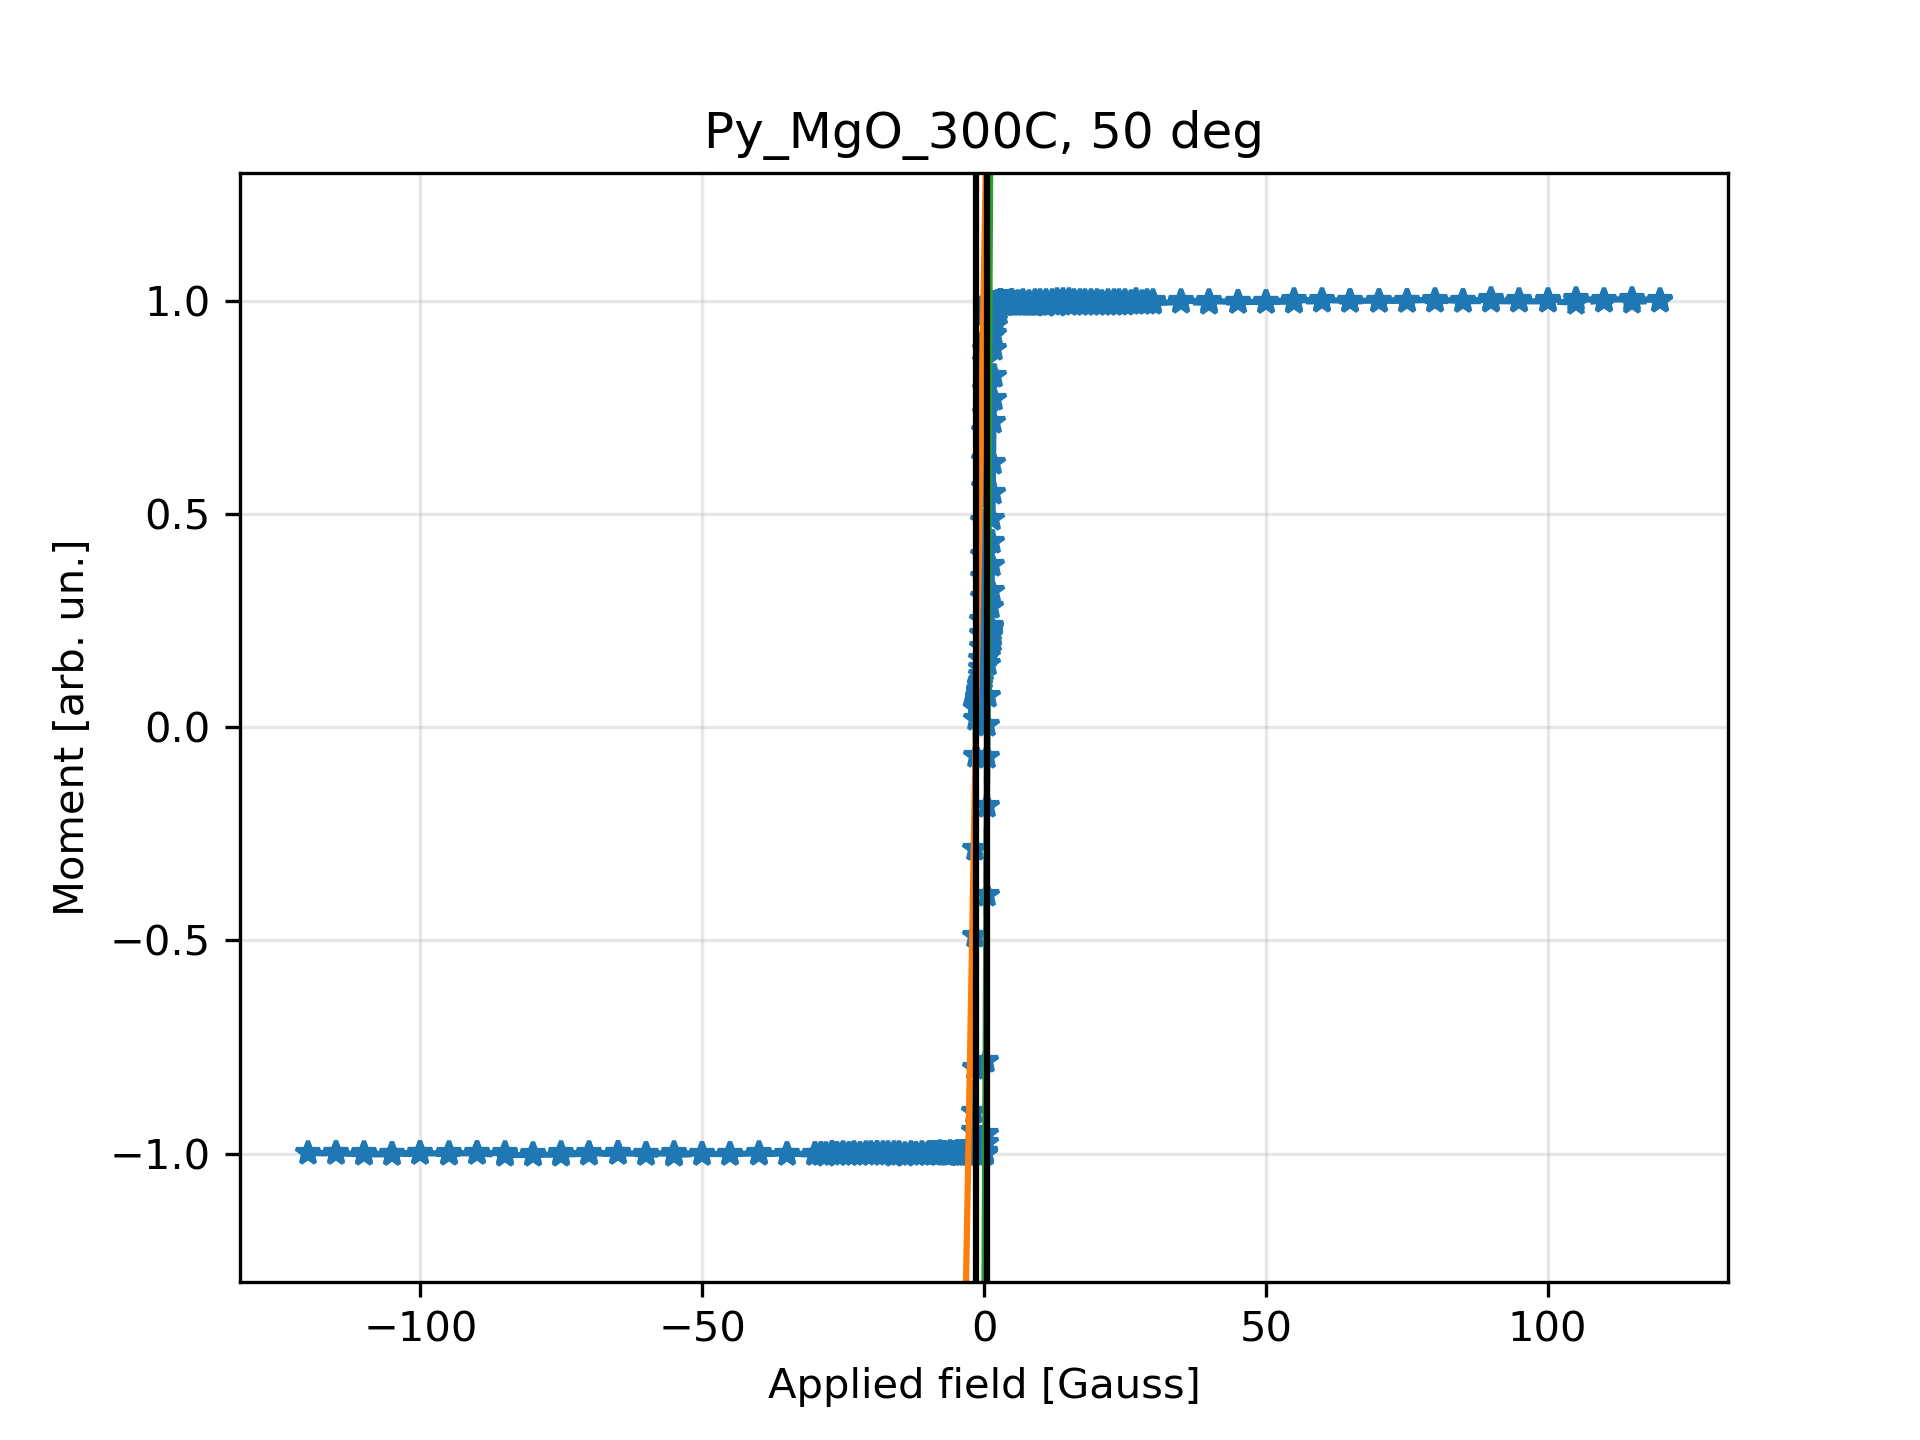 Py_MgO_300C, 50 deg
1.0
0.5
0.0
−0.5
−1.0
Moment [arb. un.]
−100 −50 0 50 100
Applied field [Gauss]